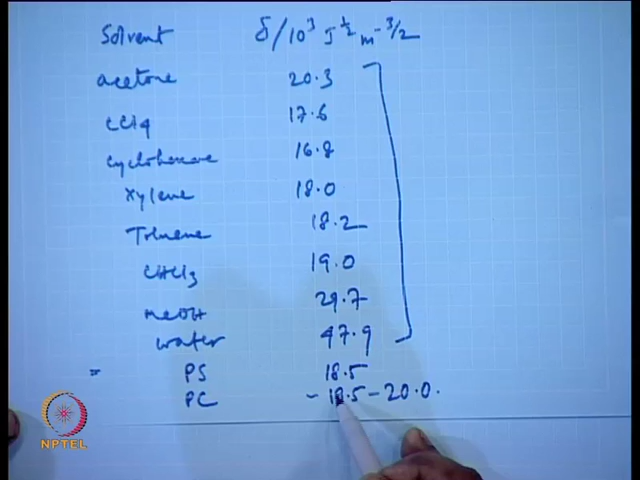 Solvent δ/10³ J^½ m^-3/2
acetone 20.3
CCl4 17.6
Cyclohexane 16.8
Xylene 18.0
Toluene 18.2
CHCl3 19.0
MeOH 29.7
water 47.9
= PS 18.5
PC ~ 18.5 - 20.0.
NPTEL